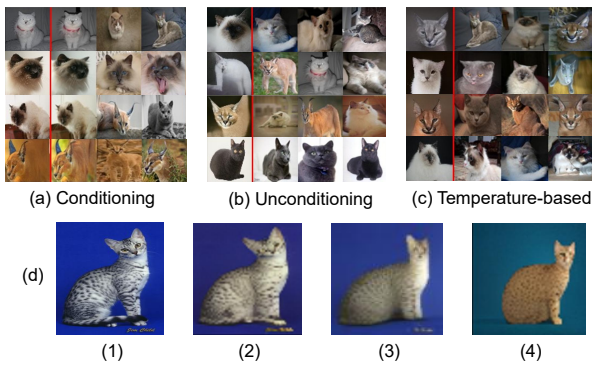 (a) Conditioning
(b) Unconditioning
(c) Temperature-based
(d)
(1)
(2)
(3)
(4)